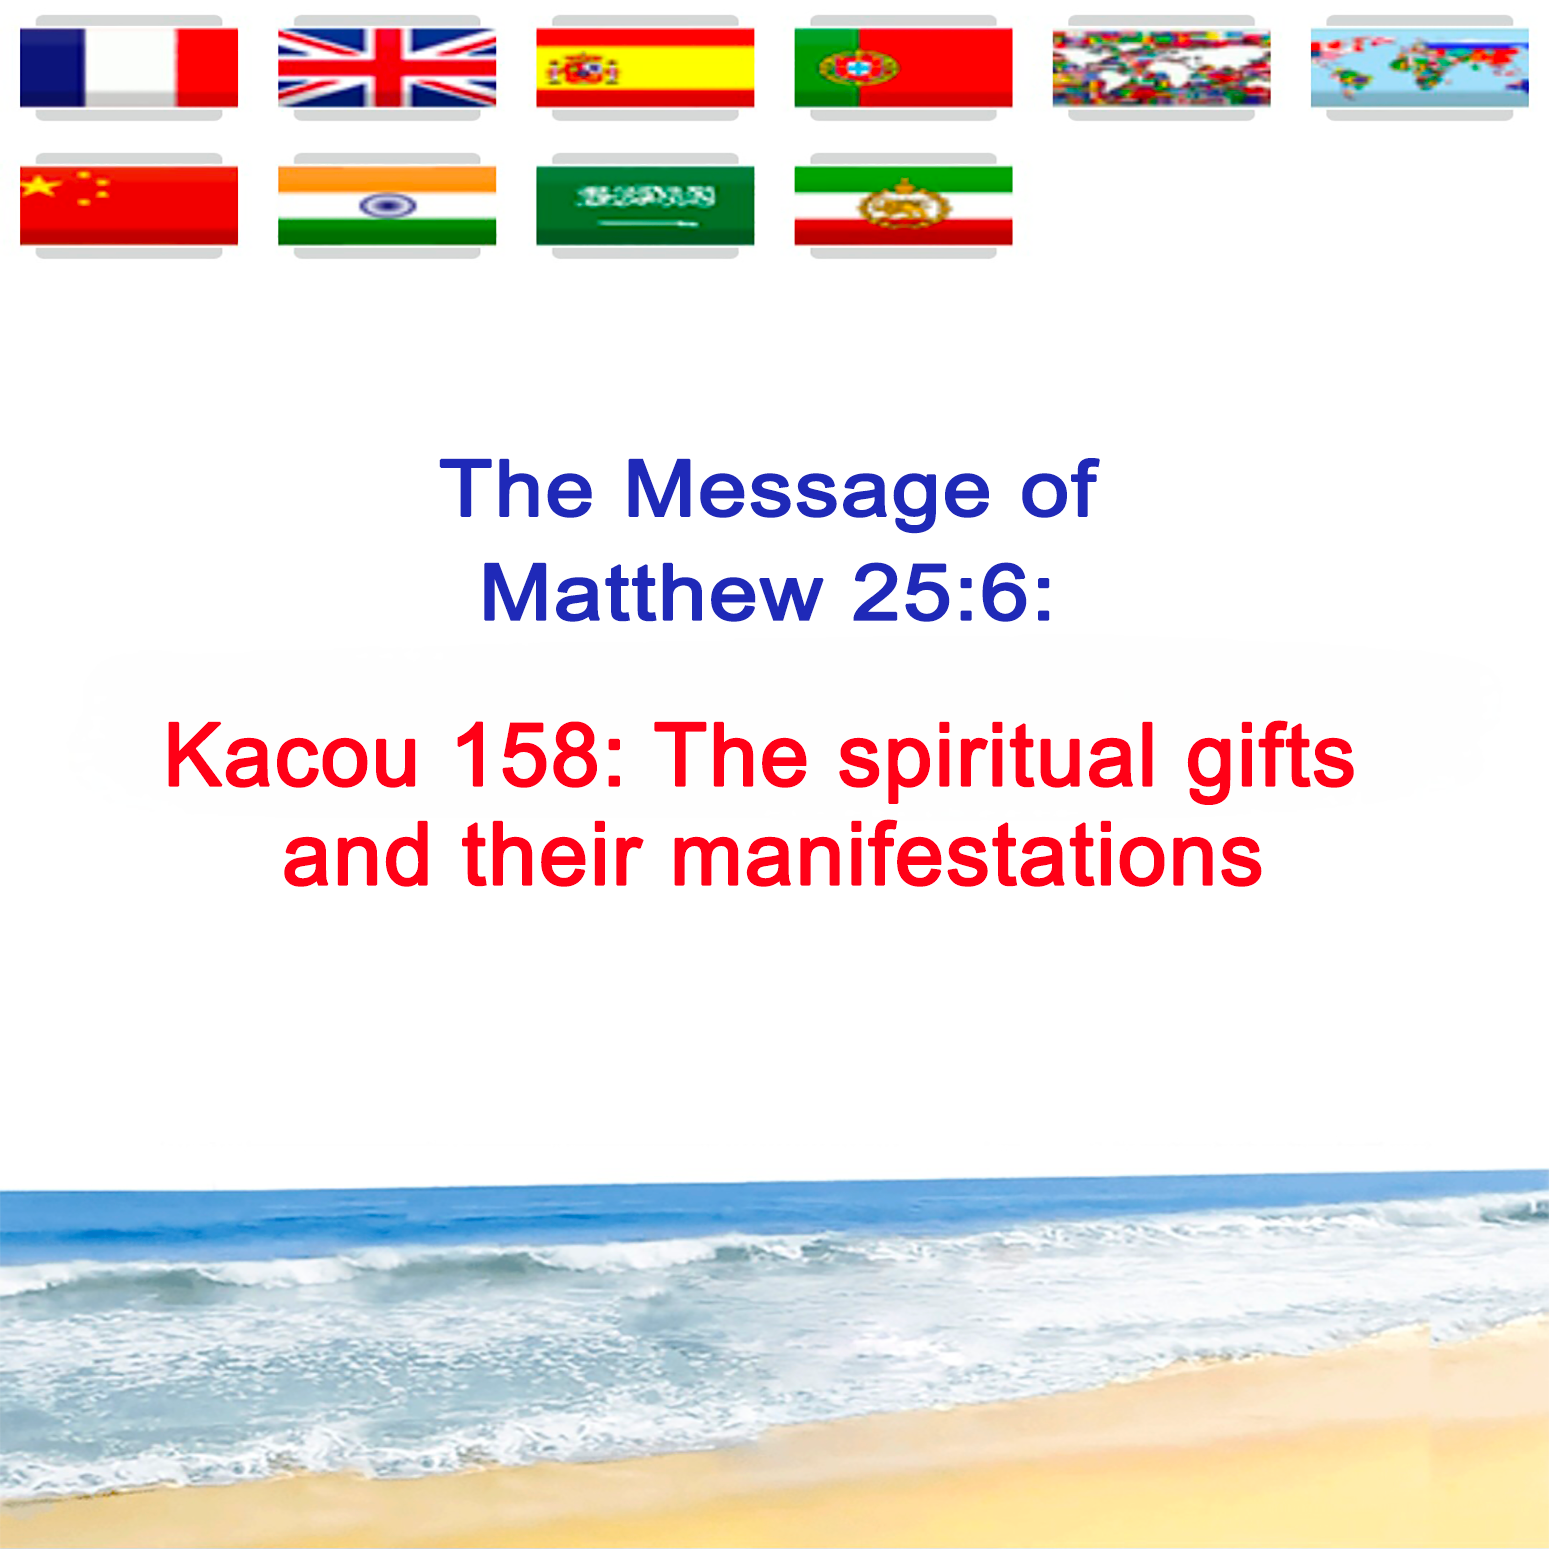 The Message of
Matthew 25:6:
Kacou 158: The spiritual gifts
and their manifestations